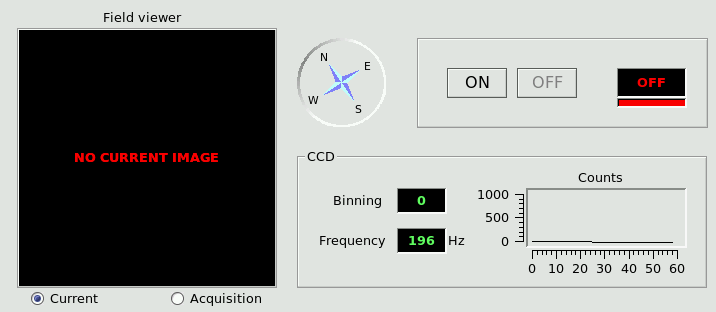 Field viewer
NO CURRENT IMAGE
Current
Acquisition
N
E
W
S
ON
OFF
OFF
CCD
Binning
0
Frequency
196
Hz
Counts
1000
500
0
0 10 20 30 40 50 60